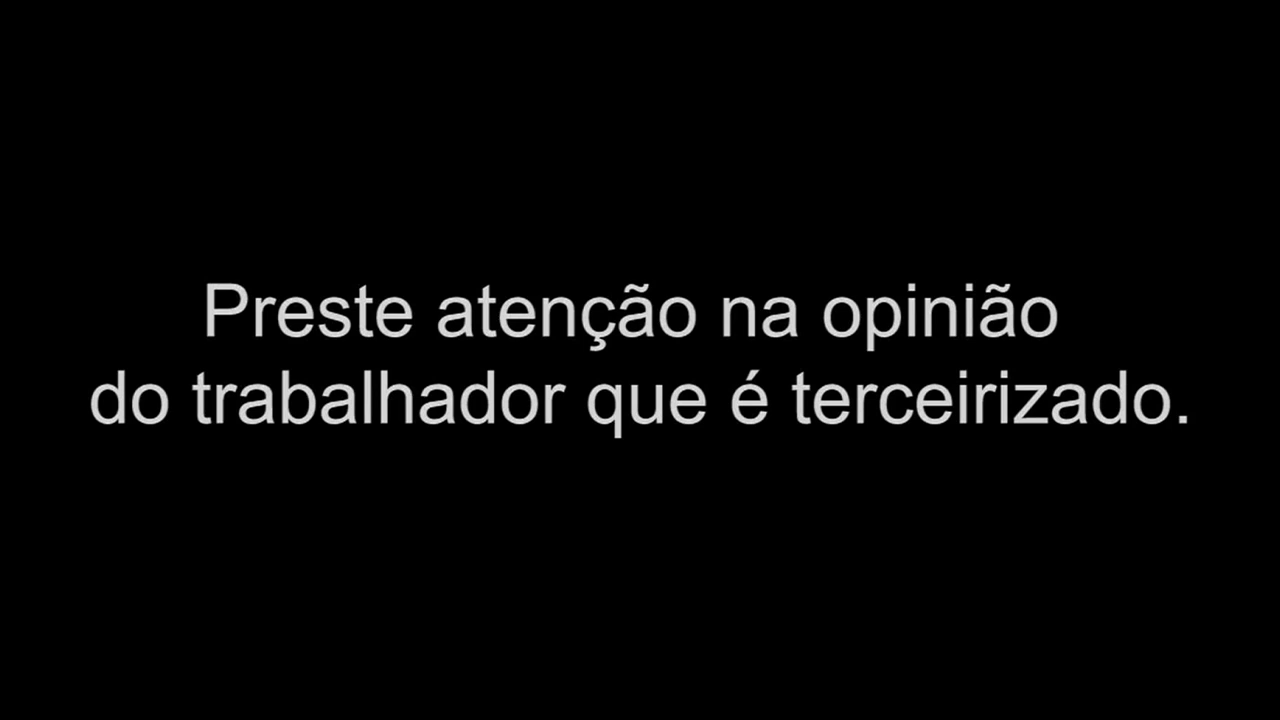 Preste atenção na opinião
do trabalhador que é terceirizado.